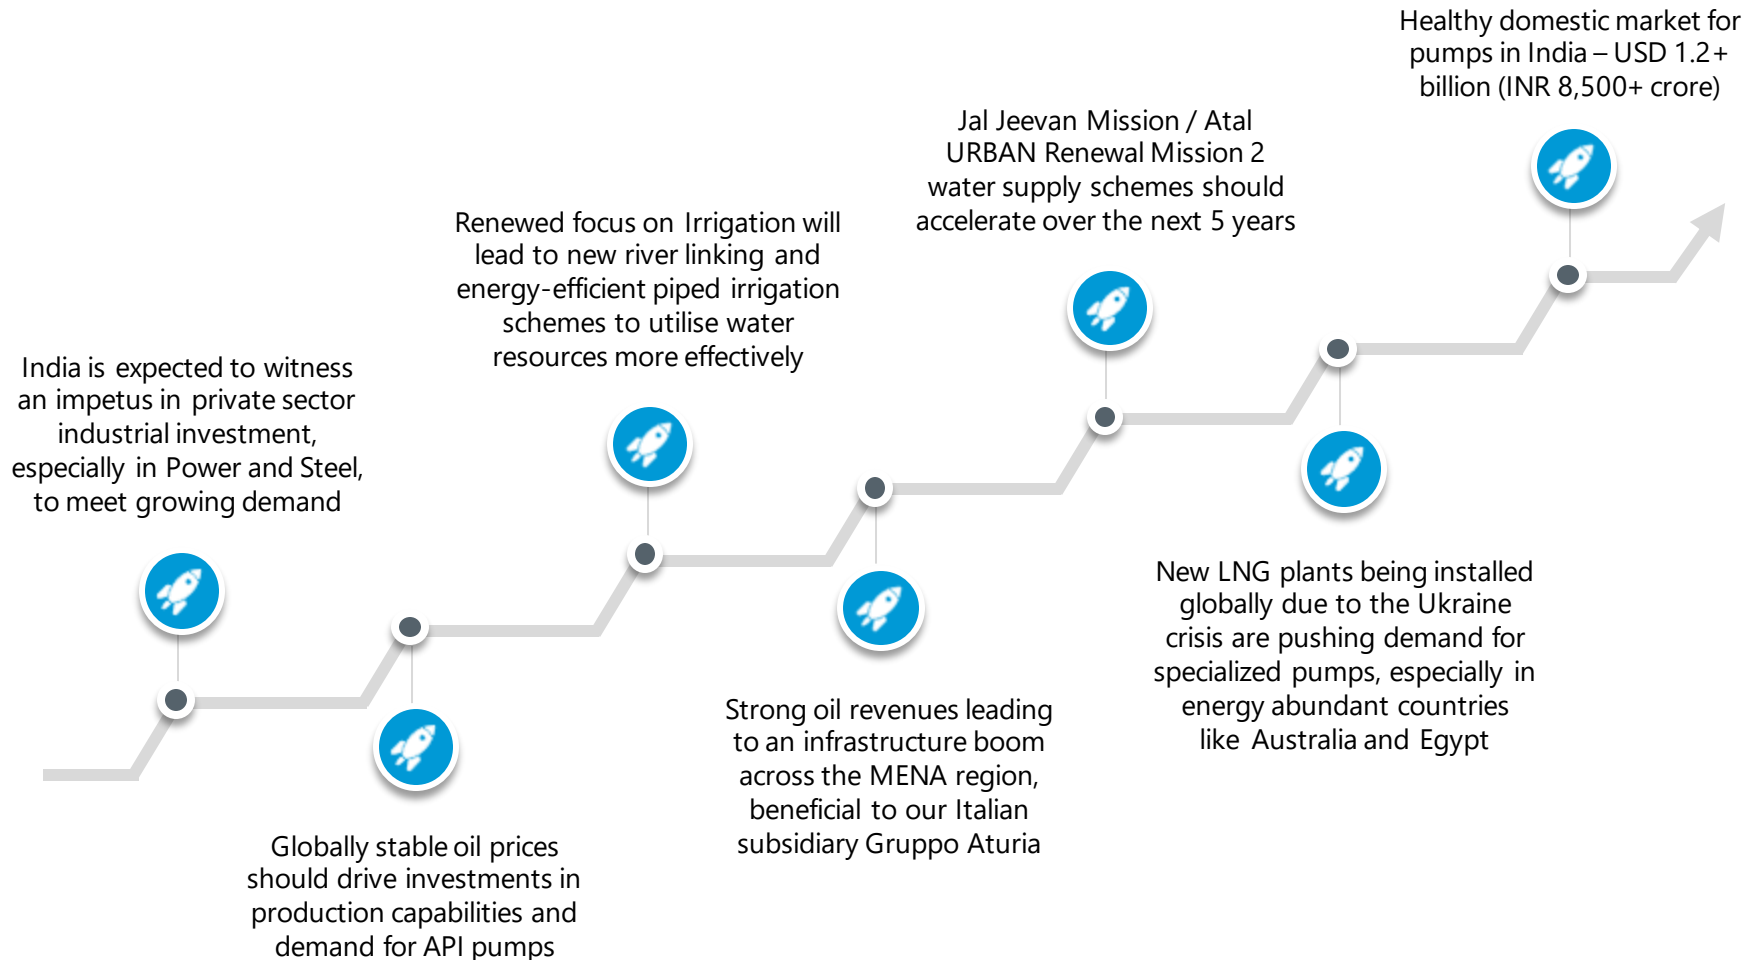 India is expected to witness
an impetus in private sector
industrial investment,
especially in Power and Steel,
to meet growing demand
Globally stable oil prices
should drive investments in
production capabilities and
demand for API pumps
Renewed focus on Irrigation will
lead to new river linking and
energy-efficient piped irrigation
schemes to utilise water
resources more effectively
Strong oil revenues leading
to an infrastructure boom
across the MENA region,
beneficial to our Italian
subsidiary Gruppo Aturia
Jal Jeevan Mission / Atal
URBAN Renewal Mission 2
water supply schemes should
accelerate over the next 5 years
New LNG plants being installed
globally due to the Ukraine
crisis are pushing demand for
specialized pumps, especially in
energy abundant countries
like Australia and Egypt
Healthy domestic market for
pumps in India – USD 1.2+
billion (INR 8,500+ crore)